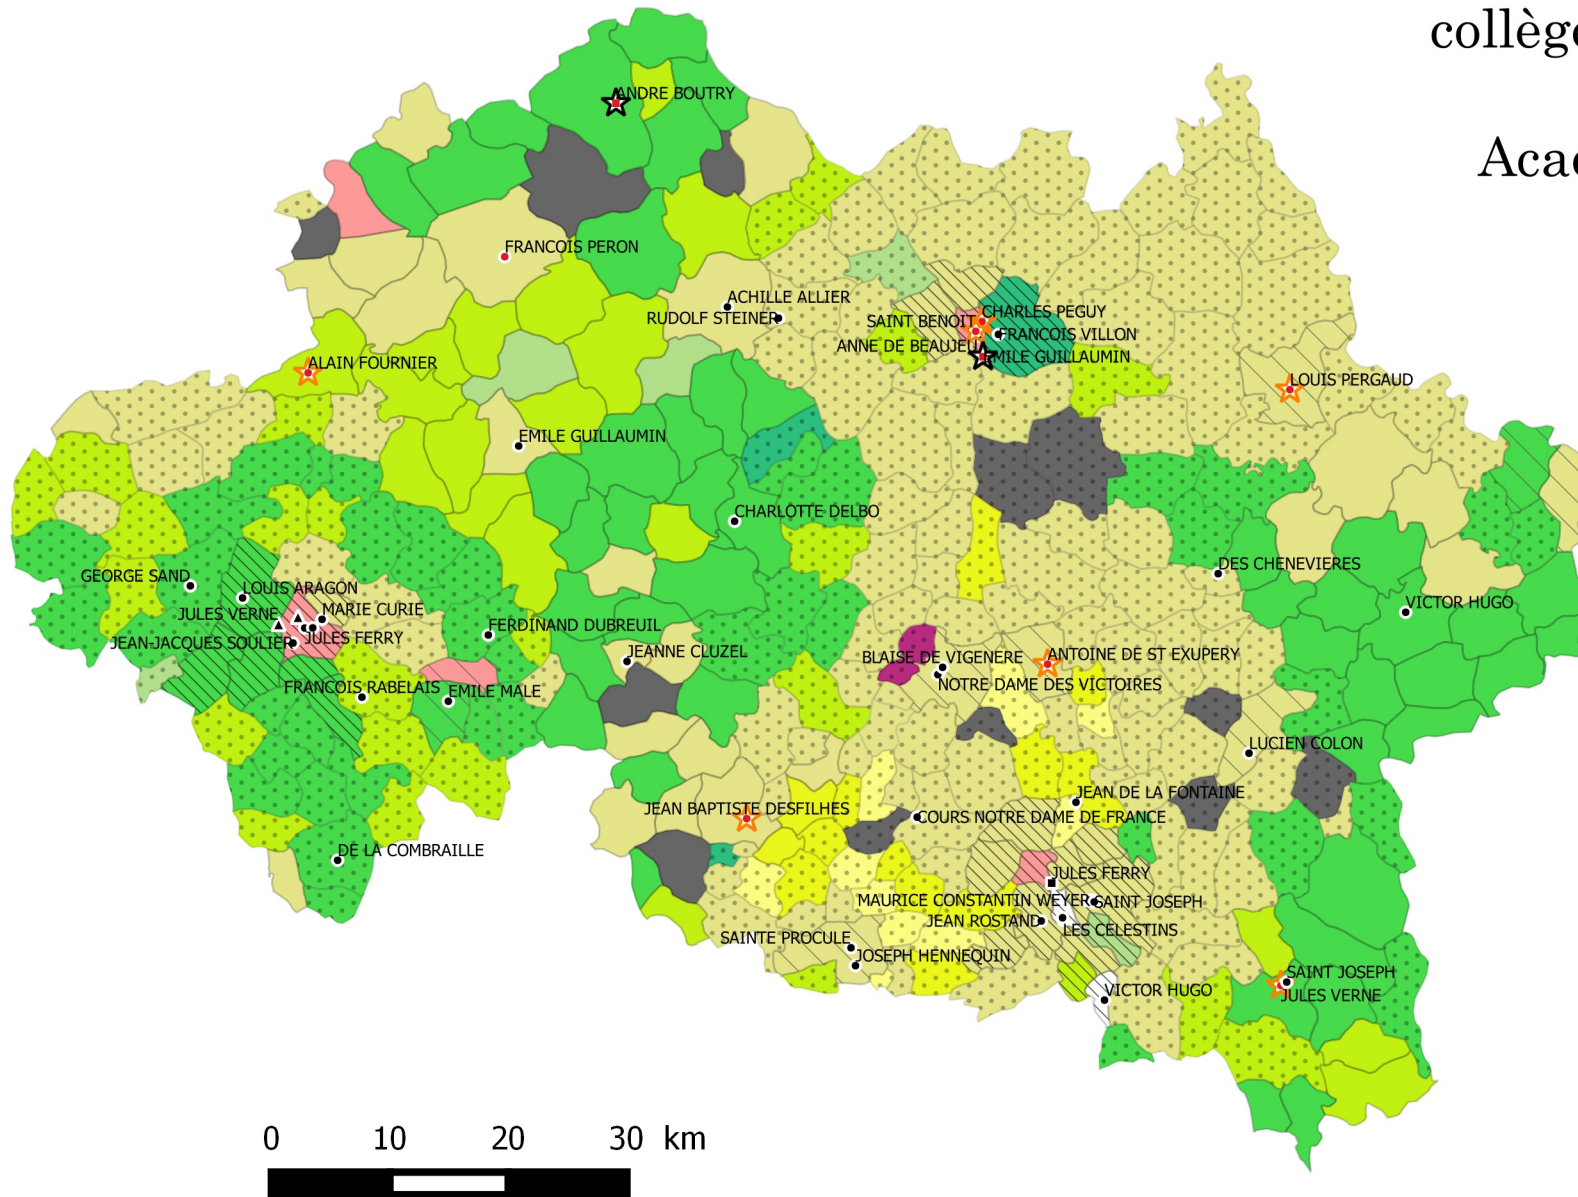 collège
Acad
ANDRE BOUTRY
FRANCOIS PERON
ACHILLE ALLIER
RUDOLF STEINER
CHARLES PEGUY
SAINT BENOIT
FRANCOIS VILLON
ANNE DE BEAUJEU
EMILE GUILLAUMIN
ALAIN FOURNIER
LOUIS PERGAUD
EMILE GUILLAUMIN
CHARLOTTE DELBO
DES CHENEVIERES
GEORGE SAND
LOUIS ARAGON
VICTOR HUGO
JULES VERNE
MARIE CURIE
FERDINAND DUBREUIL
JEAN-JACQUES SOULIER
JULES FERRY
JEANNE CLUZEL
BLAISE DE VIGENERE
ANTOINE DE ST EXUPERY
NOTRE DAME DES VICTOIRES
FRANCOIS RABELAIS
EMILE MALE
LUCIEN COLON
JEAN DE LA FONTAINE
JEAN BAPTISTE DESFILHES
COURS NOTRE DAME DE FRANCE
DE LA COMBRAILLE
JULES FERRY
MAURICE CONSTANTIN WEYER
SAINT JOSEPH
JEAN ROSTAND
LES CELESTINS
SAINTE PROCULE
JOSEPH HENNEQUIN
SAINT JOSEPH
VICTOR HUGO
JULES VERNE
0 10 20 30 km